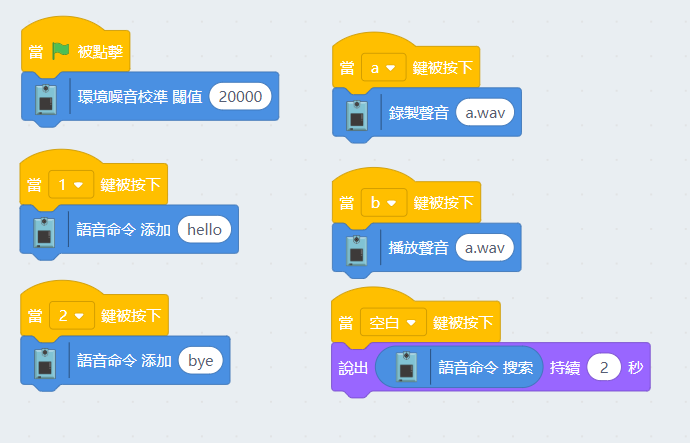 當 被點擊
環境噪音校準 閾值 20000
當 1 鍵被按下
語音命令 添加 hello
當 2 鍵被按下
語音命令 添加 bye
當 a 鍵被按下
錄製聲音 a.wav
當 b 鍵被按下
播放聲音 a.wav
當 空白 鍵被按下
說出 語音命令 搜索 持續 2 秒